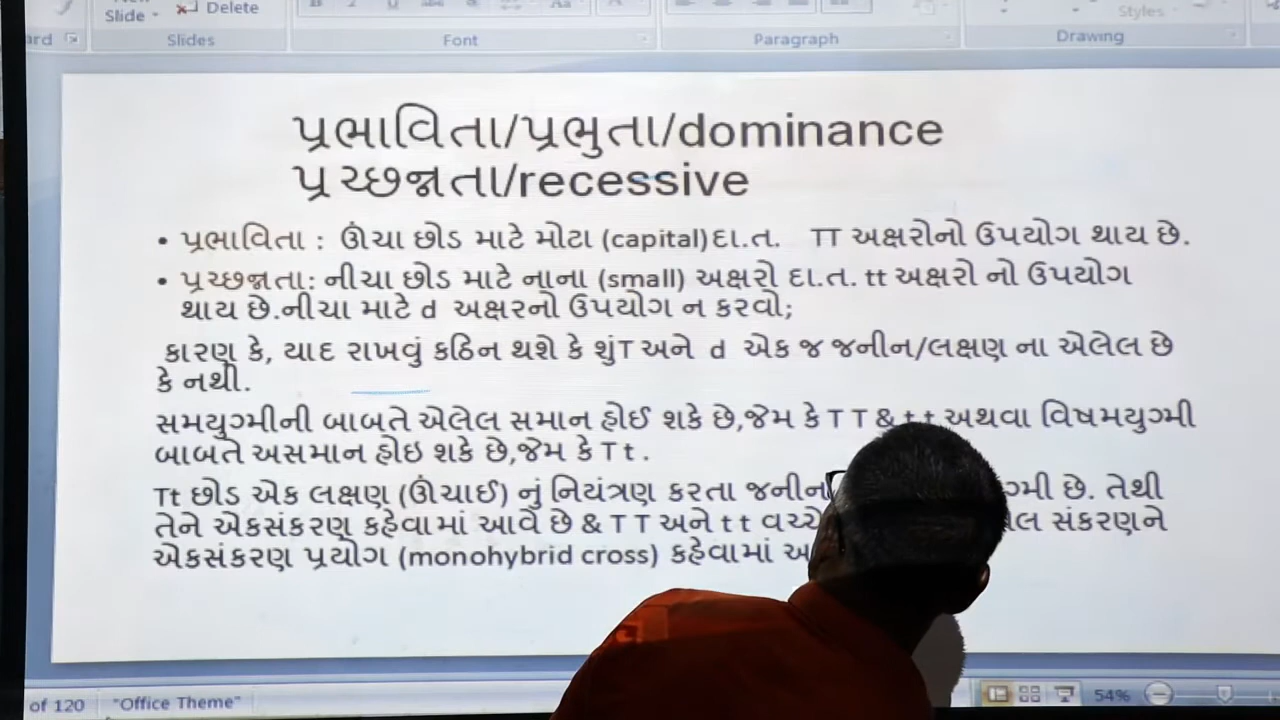 Slide
Delete
Slides
Font
Paragraph
Styles
Drawing
પ્રભાવિતા/પ્રભુતા/dominance
પ્રચ્છન્નતા/recessive
• પ્રભાવિતા : ઊંચા છોડ માટે મોટા (capital)દા.ત. TT અક્ષરોનો ઉપયોગ થાય છે.
• પ્રચ્છન્નતા: નીચા છોડ માટે નાના (small) અક્ષરો દા.ત. tt અક્ષરો નો ઉપયોગ
થાય છે.નીચા માટે d અક્ષરનો ઉપયોગ ન કરવો;
કારણ કે, યાદ રાખવું કઠિન થશે કે શુંT અને d એક જ જનીન/લક્ષણ ના એલેલ છે
કે નથી.
સમયુગ્મીની બાબતે એલેલ સમાન હોઈ શકે છે,જેમ કે T T & t t અથવા વિષમયુગ્મી
બાબતે અસમાન હોઇ શકે છે,જેમ કે T t .
Tt છોડ એક લક્ષણ (ઊંચાઈ) નું નિયંત્રણ કરતા જનીન છે. તેથી
તેને એકસંકરણ કહેવામાં આવે છે & T T અને t t વચ્ચે સંકરણને
એકસંકરણ પ્રયોગ (monohybrid cross) કહેવામાં
of 120
"Office Theme"
54%